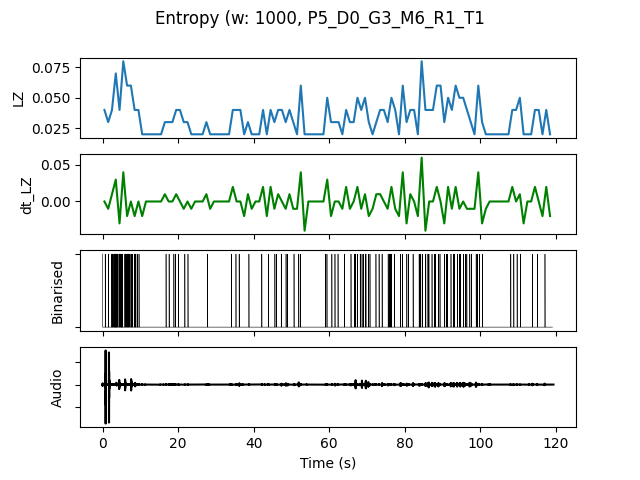 Entropy (w: 1000, P5_D0_G3_M6_R1_T1
LZ
0.075
0.050
0.025
dt_LZ
0.05
0.00
Binarised
Audio
0 20 40 60 80 100 120
Time (s)